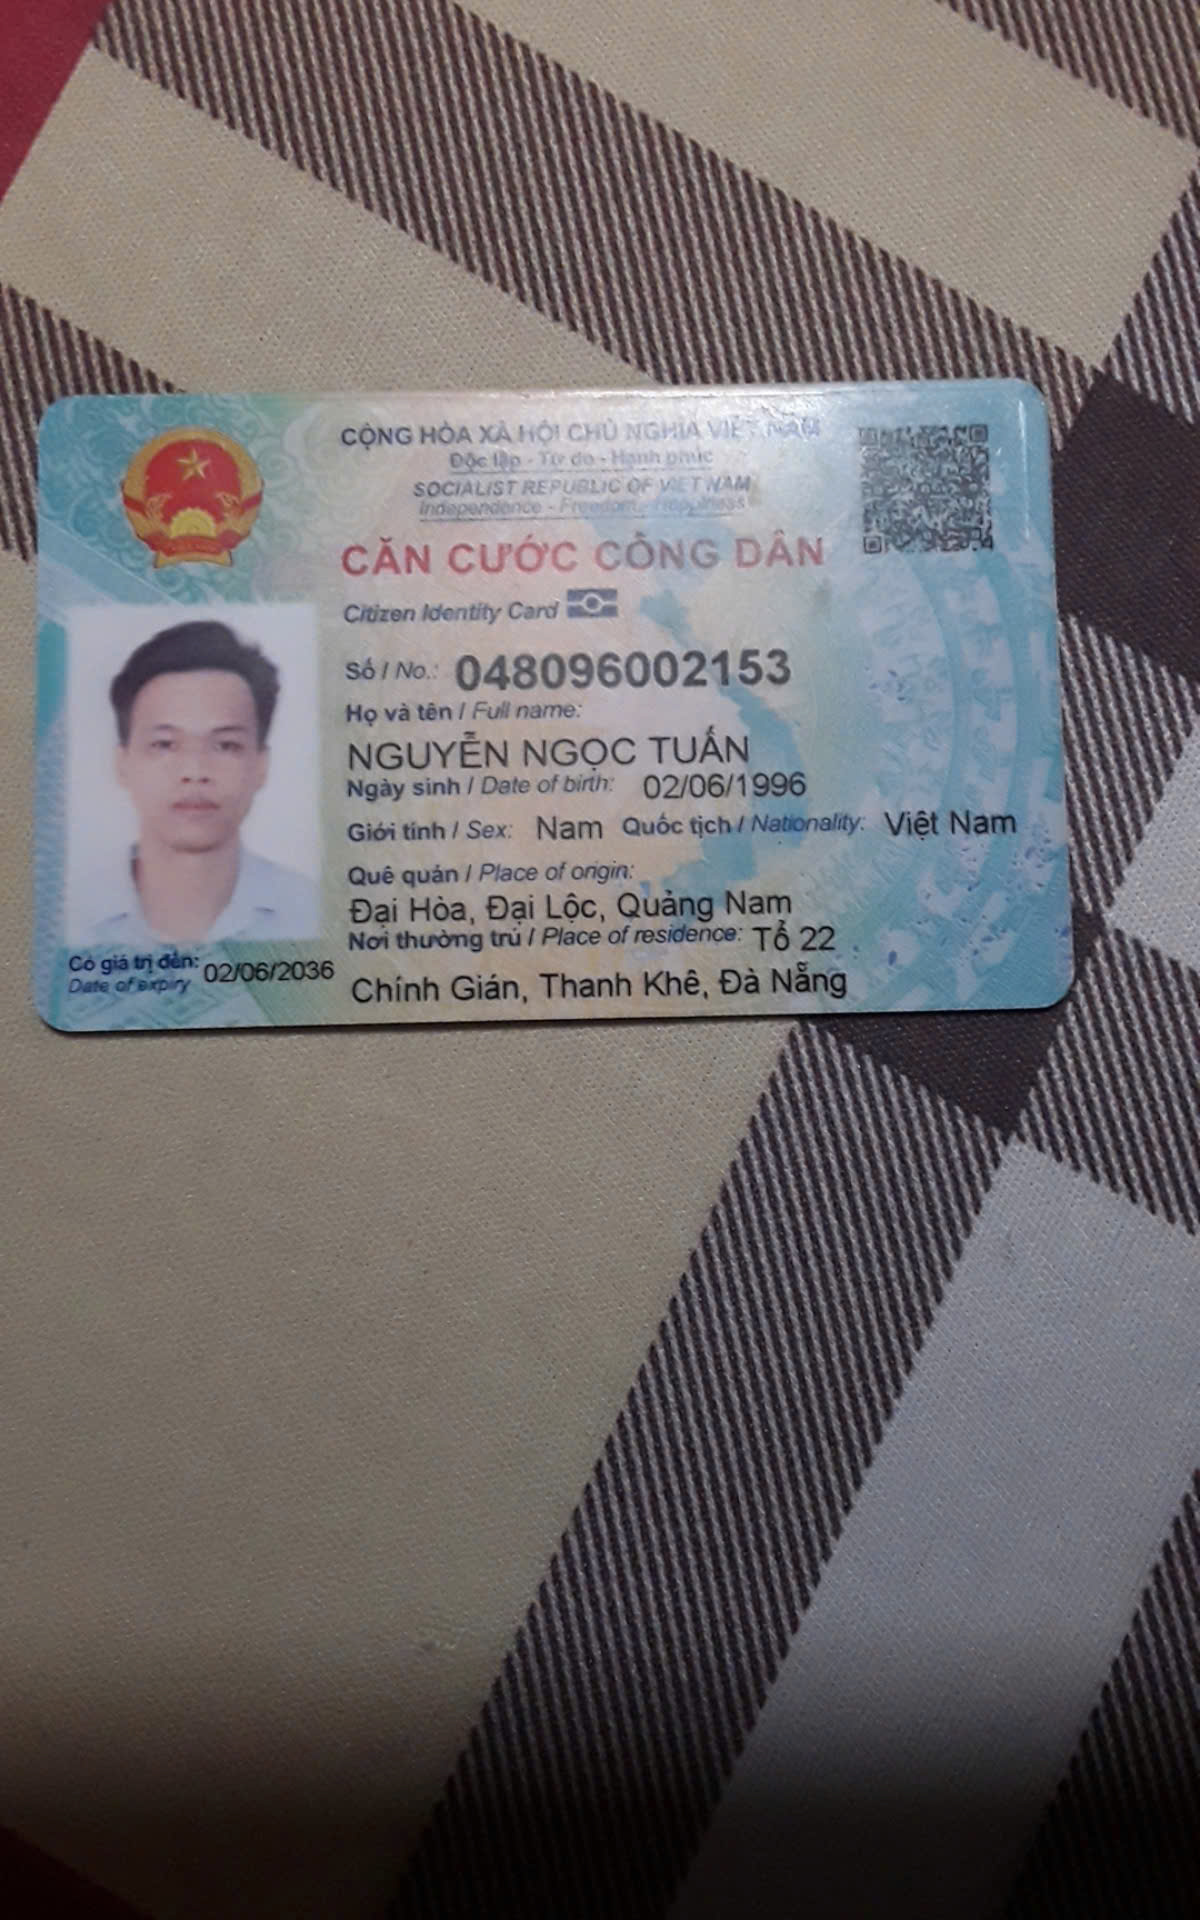 CỘNG HÒA XÃ HỘI CHỦ NGHĨA VIỆT NAM
Độc lập - Tự do - Hạnh phúc
SOCIALIST REPUBLIC OF VIET NAM
Independence - Freedom - Happiness
CĂN CƯỚC CÔNG DÂN
Citizen Identity Card
Số / No.: 048096002153
Họ và tên / Full name:
NGUYỄN NGỌC TUẤN
Ngày sinh / Date of birth: 02/06/1996
Giới tính / Sex: Nam Quốc tịch / Nationality: Việt Nam
Quê quán / Place of origin:
Đại Hòa, Đại Lộc, Quảng Nam
Nơi thường trú / Place of residence: Tổ 22
Chính Gián, Thanh Khê, Đà Nẵng
Có giá trị đến: 02/06/2036
Date of expiry